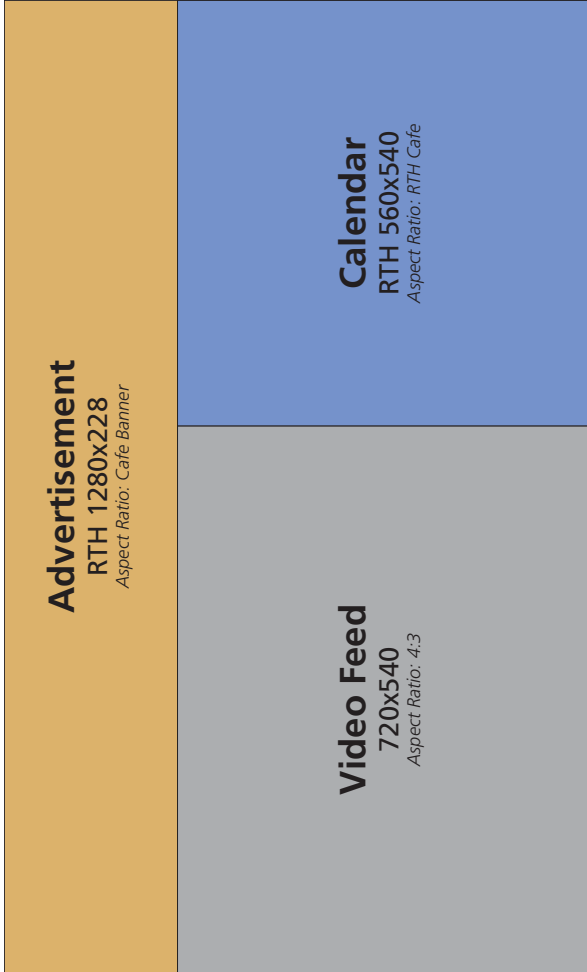 Advertisement
RTH 1280x228
Aspect Ratio: Cafe Banner
Video Feed
720x540
Aspect Ratio: 4:3
Calendar
RTH 560x540
Aspect Ratio: RTH Cafe